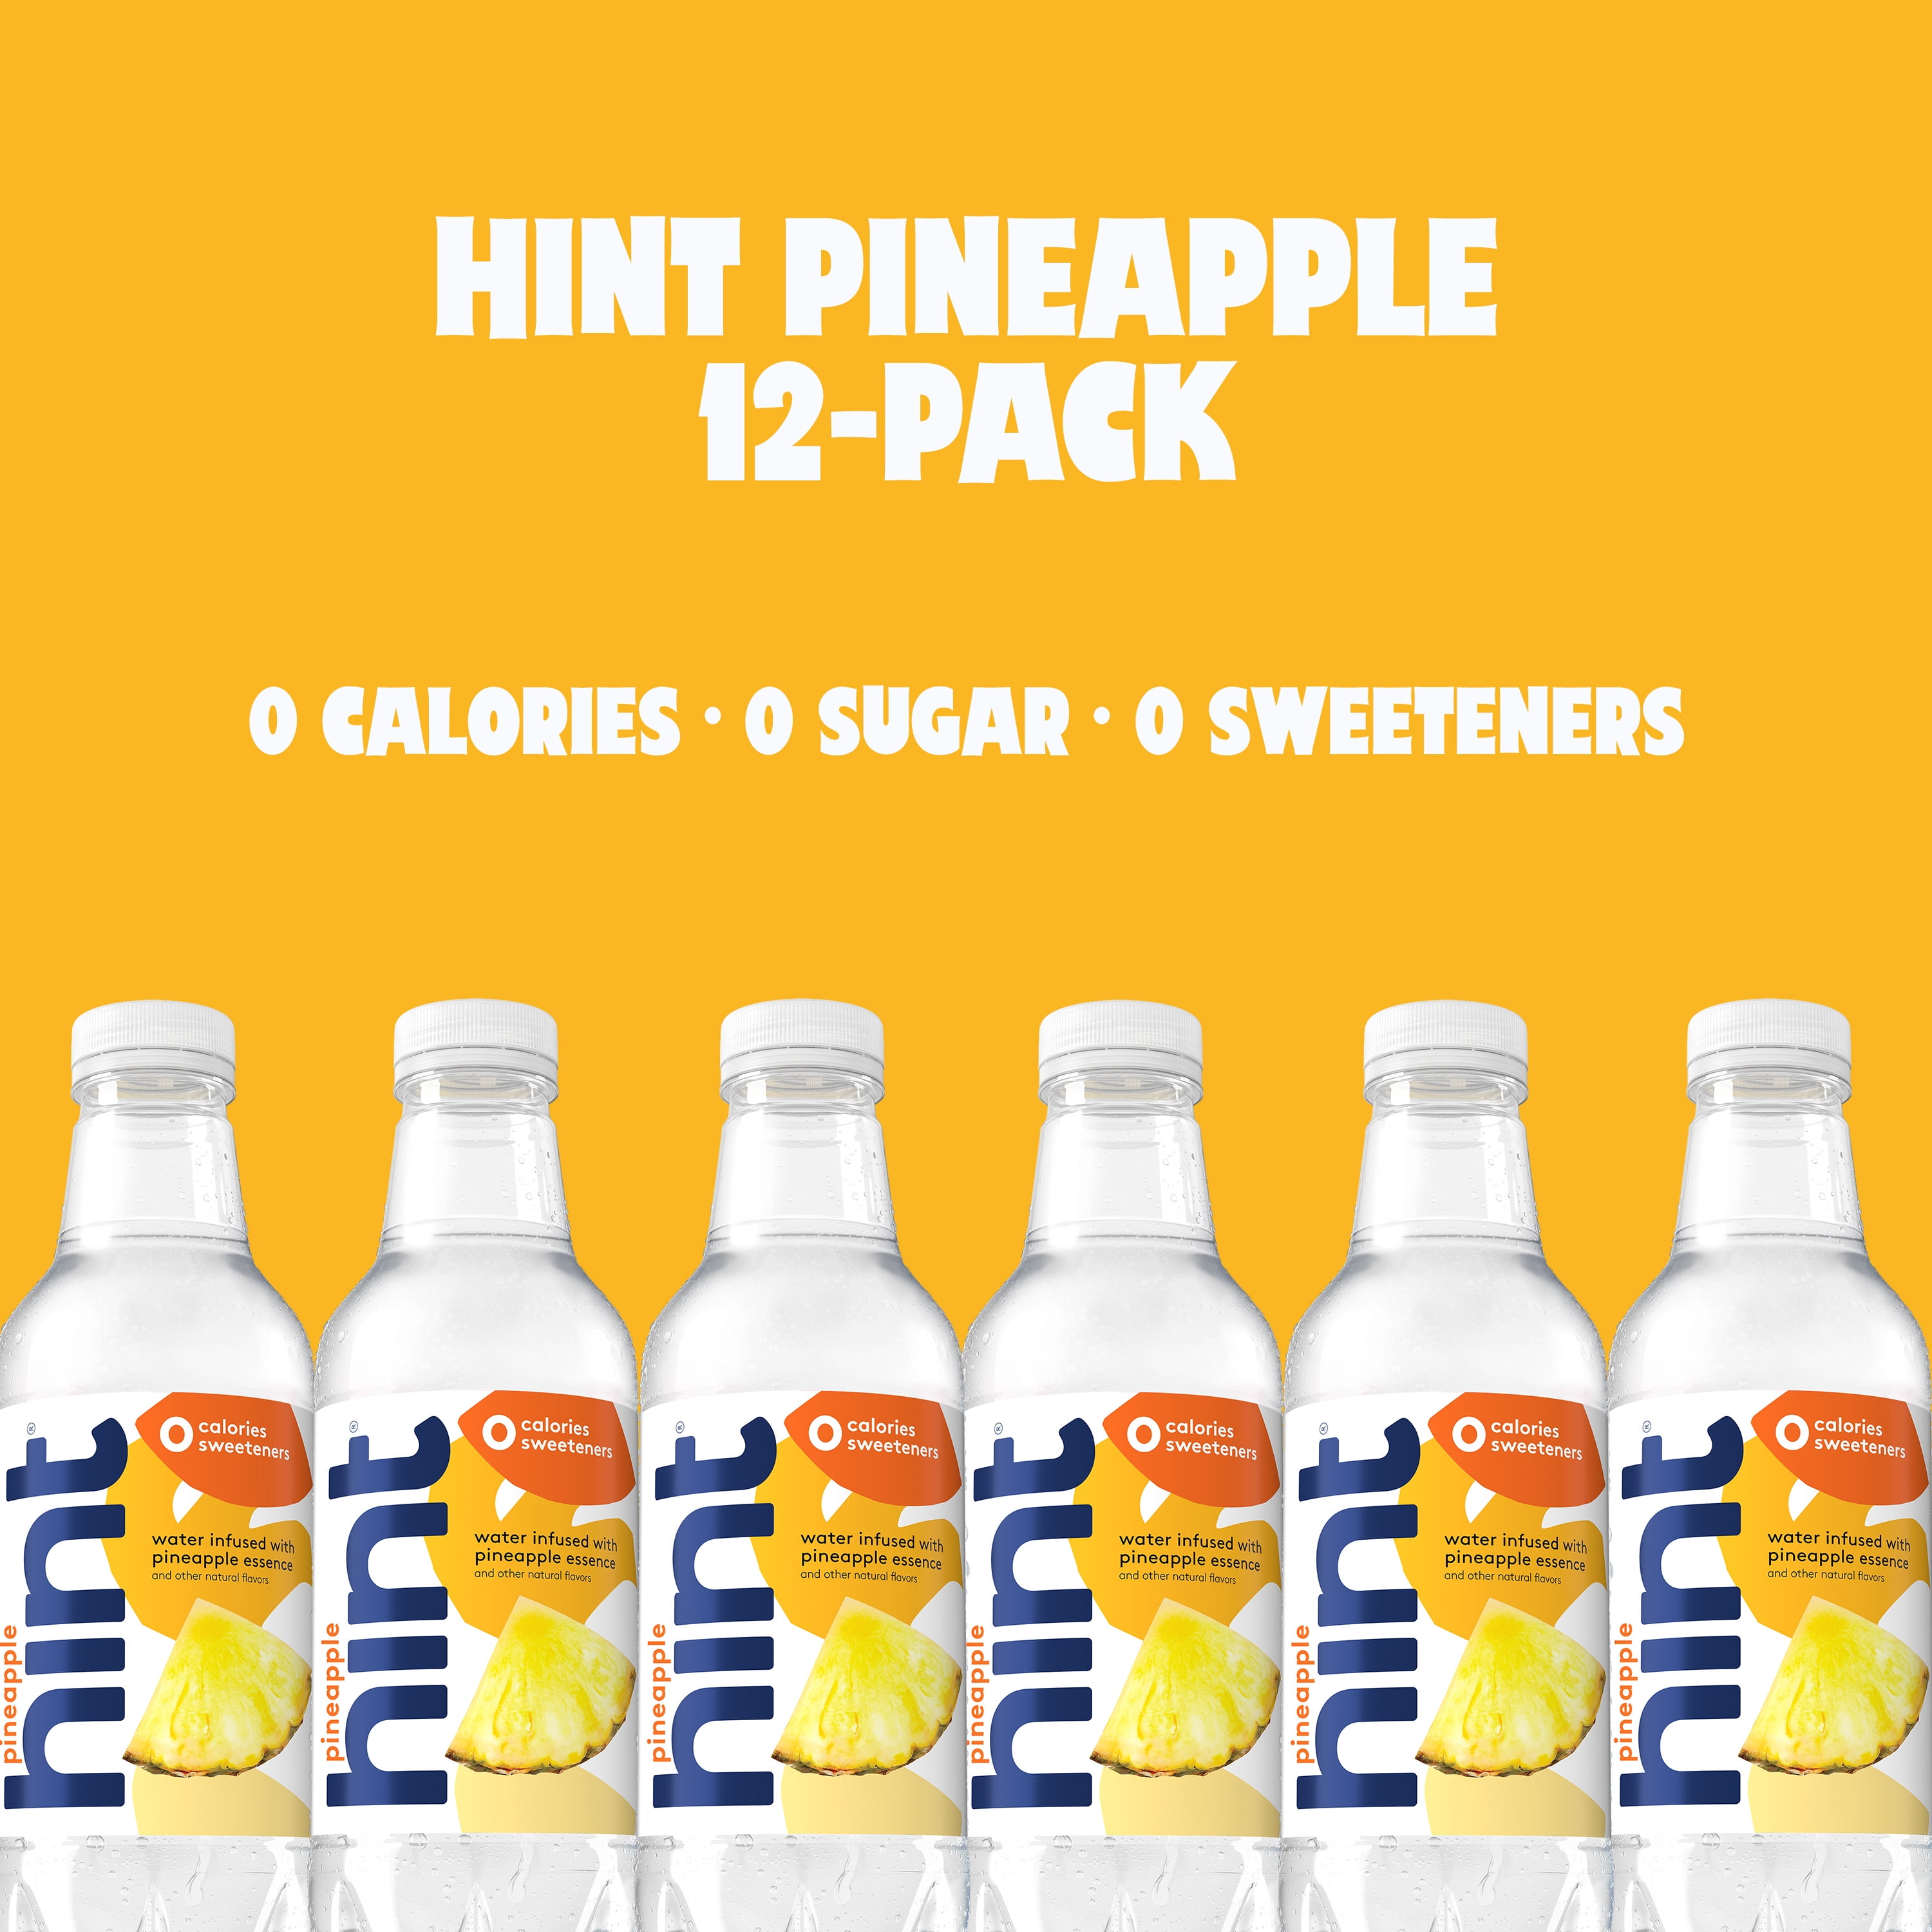 HINT PINEAPPLE
12-PACK
0 CALORIES · 0 SUGAR · 0 SWEETENERS
hint®
pineapple
0 calories
sweeteners
water infused with
pineapple essence
and other natural flavors
hint®
pineapple
0 calories
sweeteners
water infused with
pineapple essence
and other natural flavors
hint®
pineapple
0 calories
sweeteners
water infused with
pineapple essence
and other natural flavors
hint®
pineapple
0 calories
sweeteners
water infused with
pineapple essence
and other natural flavors
hint®
pineapple
0 calories
sweeteners
water infused with
pineapple essence
and other natural flavors
hint®
pineapple
0 calories
sweeteners
water infused with
pineapple essence
and other natural flavors